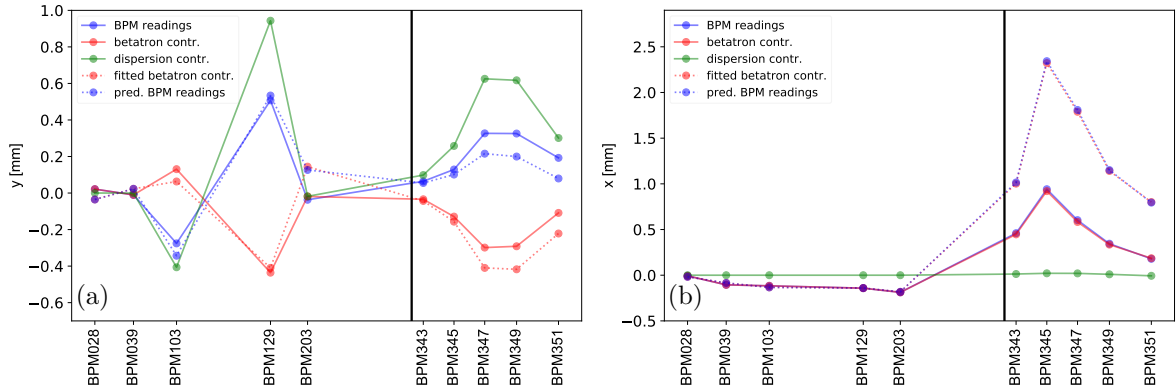 1.0
0.8
0.6
0.4
0.2
0.0
−0.2
−0.4
−0.6
y [mm]
BPM readings
betatron contr.
dispersion contr.
fitted betatron contr.
pred. BPM readings
(a)
BPM028
BPM039
BPM103
BPM129
BPM203
BPM343
BPM345
BPM347
BPM349
BPM351
2.5
2.0
1.5
1.0
0.5
0.0
−0.5
x [mm]
BPM readings
betatron contr.
dispersion contr.
fitted betatron contr.
pred. BPM readings
(b)
BPM028
BPM039
BPM103
BPM129
BPM203
BPM343
BPM345
BPM347
BPM349
BPM351